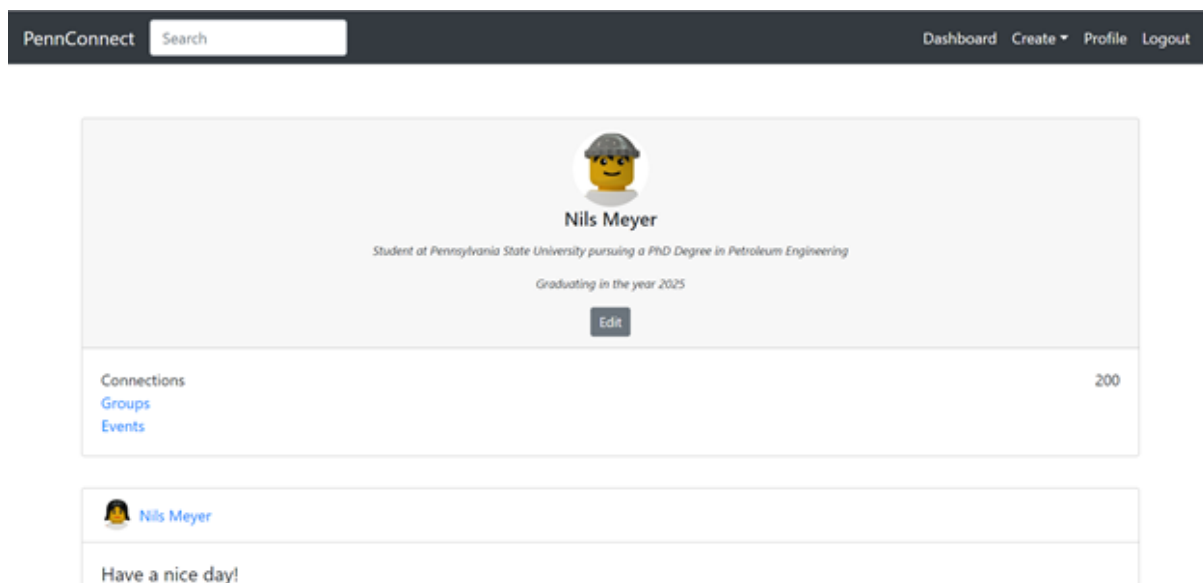 PennConnect Search Dashboard Create Profile Logout
Nils Meyer
Student at Pennsylvania State University pursuing a PhD Degree in Petroleum Engineering
Graduating in the year 2025
Edit
Connections 200
Groups
Events
Nils Meyer
Have a nice day!